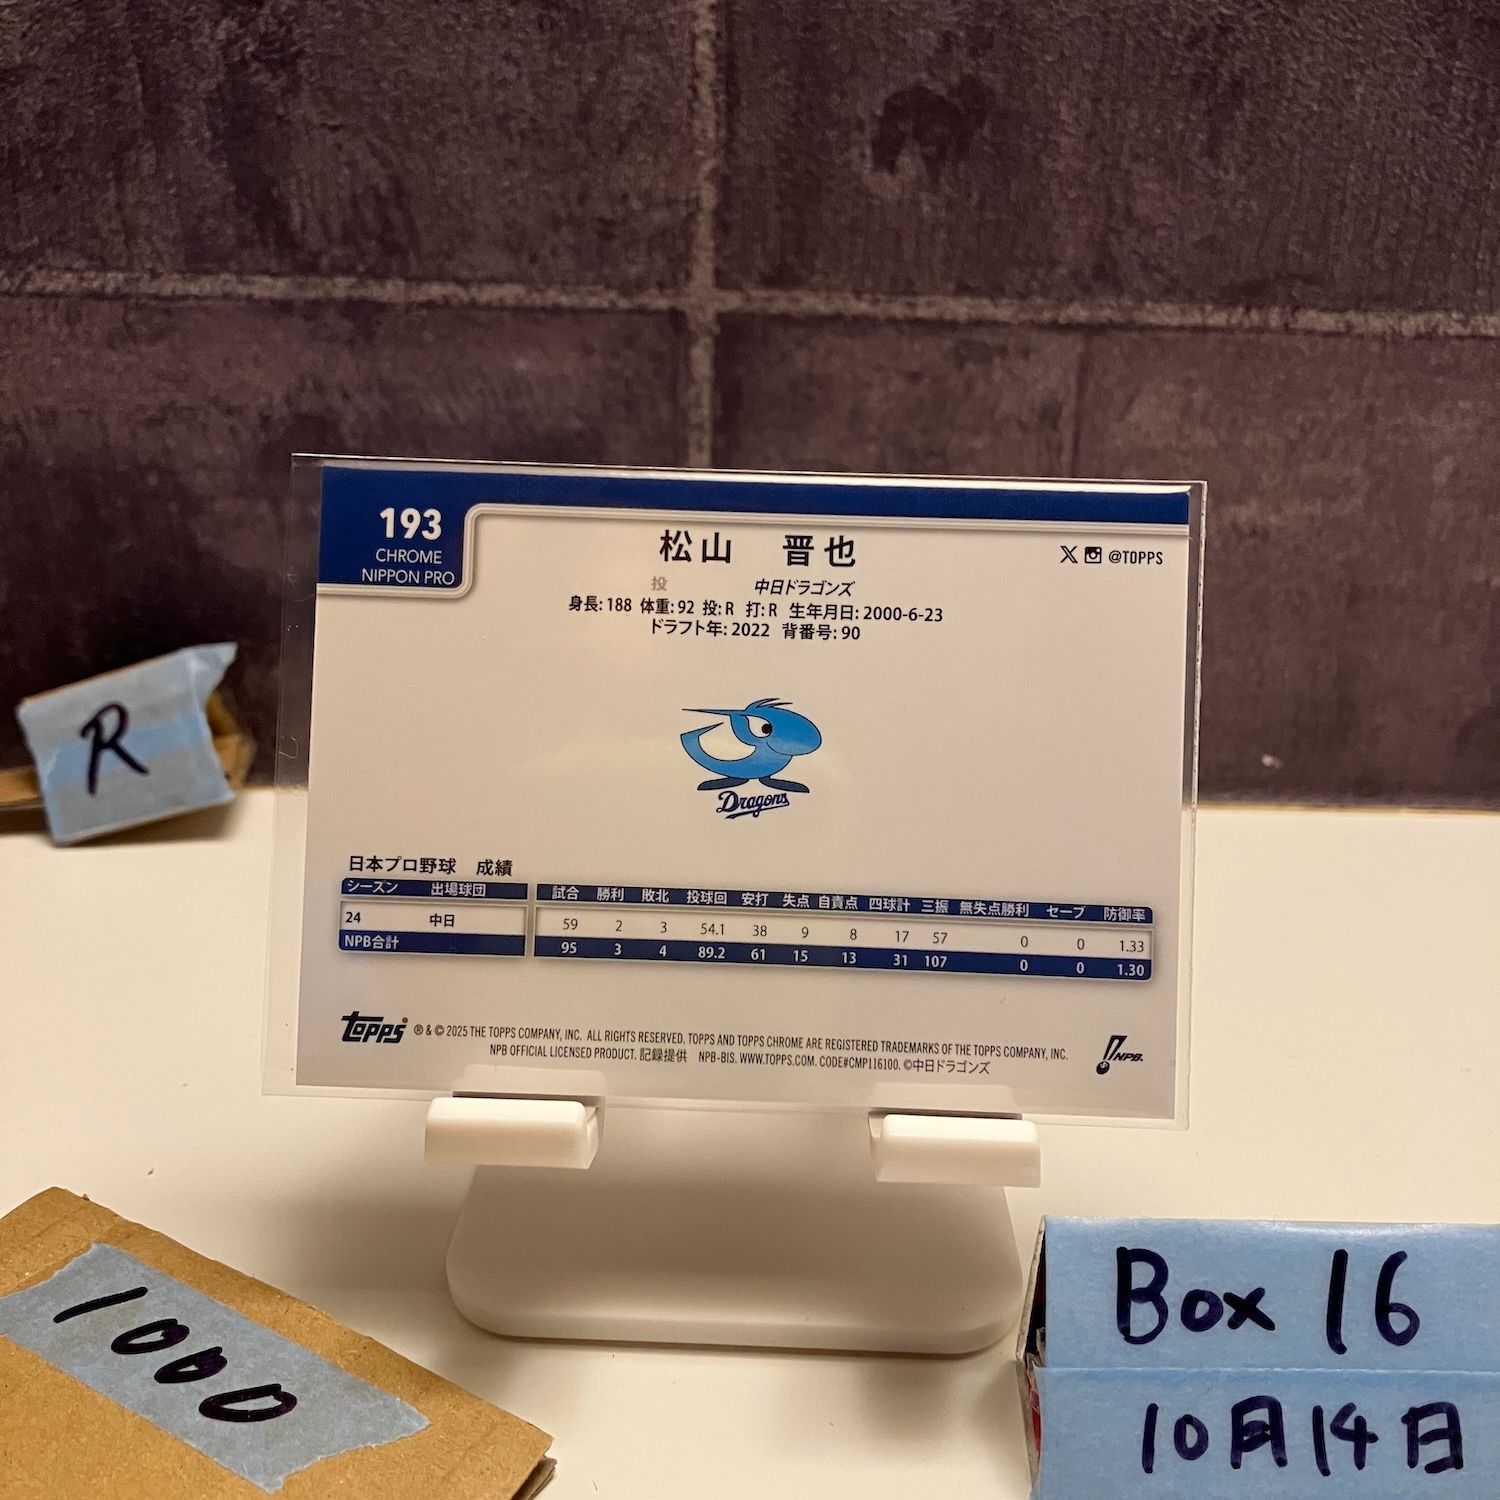 193
CHROME
NIPPON PRO
松山 晋也
@TOPPS
投 中日ドラゴンズ
身長: 188 体重: 92 投: R 打: R 生年月日: 2000-6-23
ドラフト年: 2022 背番号: 90
R
Dragons
日本プロ野球 成績
シーズン 出場球団 試合 勝利 敗北 投球回 安打 失点 自責点 四球計 三振 無失点勝利 セーブ 防御率
24 中日 59 2 3 54.1 38 9 8 17 57 0 0 1.33
NPB合計 95 3 4 89.2 61 15 13 31 107 0 0 1.30
Topps ® & © 2025 THE TOPPS COMPANY, INC. ALL RIGHTS RESERVED. TOPPS AND TOPPS CHROME ARE REGISTERED TRADEMARKS OF THE TOPPS COMPANY, INC.
NPB OFFICIAL LICENSED PRODUCT. 記録提供 NPB-BIS. WWW.TOPPS.COM. CODE#CMP116100. ©中日ドラゴンズ
NPB.
1000
Box 16
10月14日